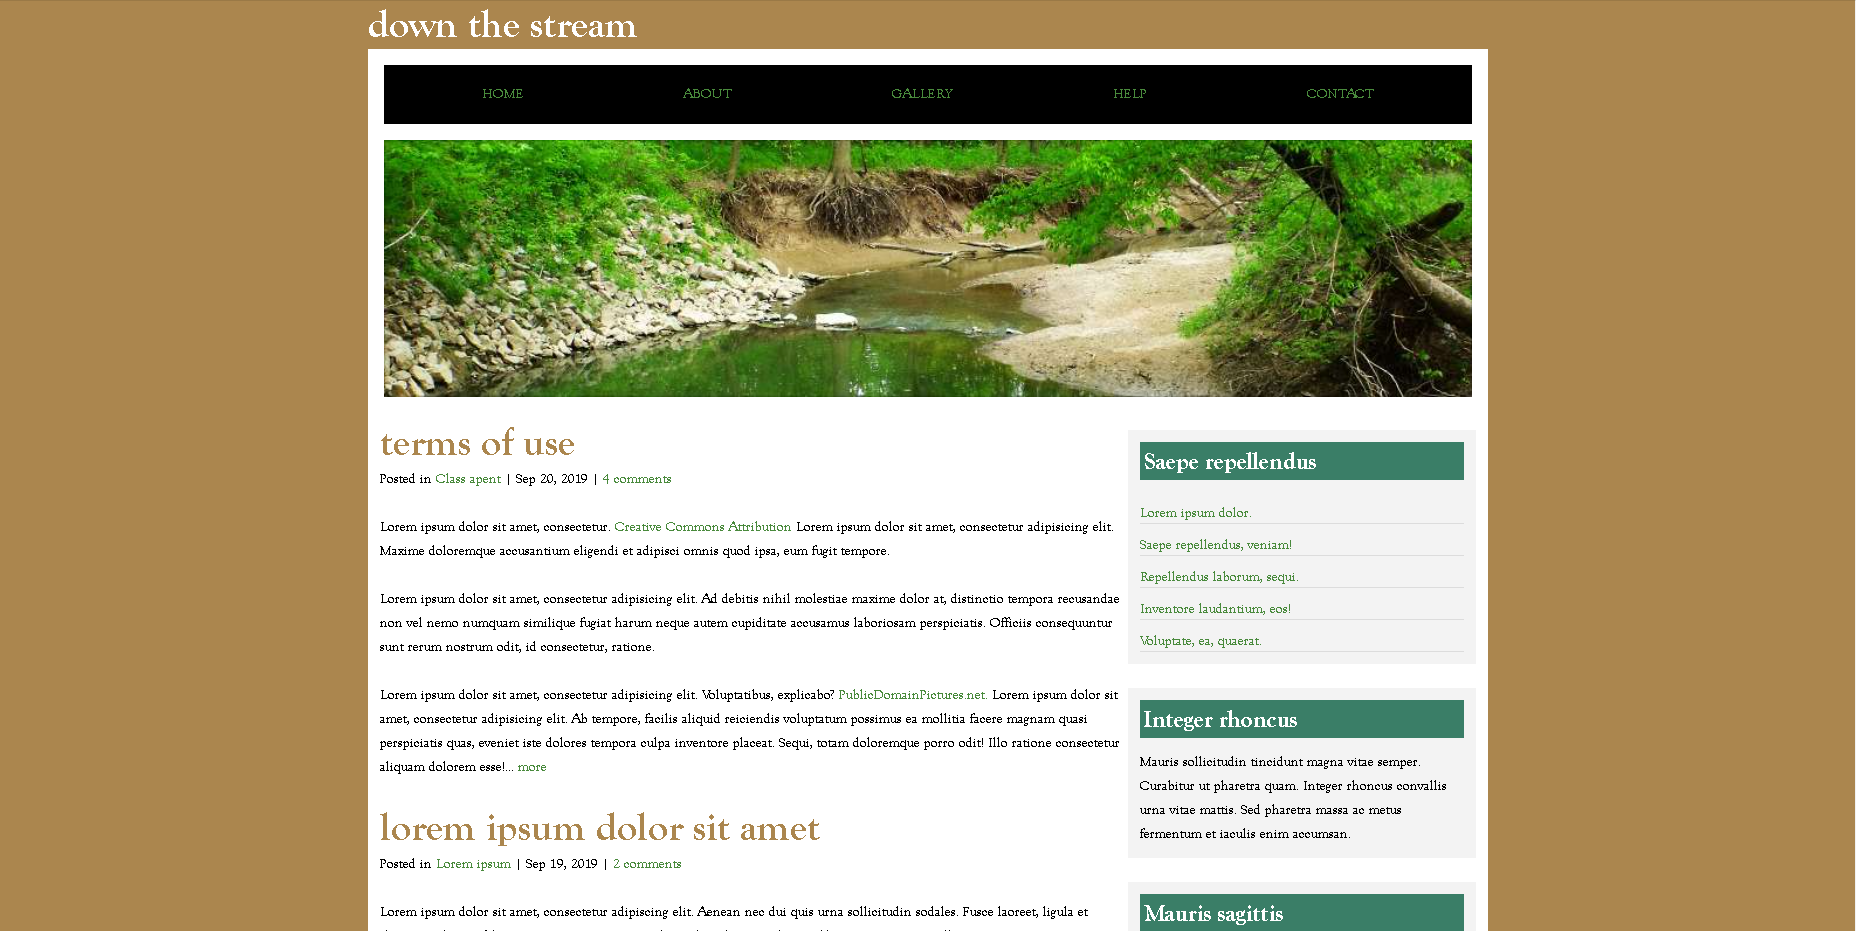 down the stream
HOME ABOUT GALLERY HELP CONTACT
terms of use
Posted in Class apent | Sep 20, 2019 | 4 comments
Lorem ipsum dolor sit amet, consectetur. Creative Commons Attribution Lorem ipsum dolor sit amet, consectetur adipisicing elit.
Maxime doloremque accusantium eligendi et adipisci omnis quod ipsa, eum fugit tempore.
Lorem ipsum dolor sit amet, consectetur adipisicing elit. Ad debitis nihil molestiae maxime dolor at, distinctio tempora recusandae
non vel nemo numquam similique fugiat harum neque autem cupiditate accusamus laboriosam perspiciatis. Officiis consequuntur
sunt rerum nostrum odit, id consectetur, ratione.
Lorem ipsum dolor sit amet, consectetur adipisicing elit. Voluptatibus, explicabo? PublicDomainPictures.net. Lorem ipsum dolor sit
amet, consectetur adipisicing elit. Ab tempore, facilis aliquid reiciendis voluptatum possimus ea mollitia facere magnam quasi
perspiciatis quas, eveniet iste dolores tempora culpa inventore placeat. Sequi, totam doloremque porro odit! Illo ratione consectetur
aliquam dolorem esse!... more
lorem ipsum dolor sit amet
Posted in Lorem ipsum | Sep 19, 2019 | 2 comments
Lorem ipsum dolor sit amet, consectetur adipiscing elit. Aenean nec dui quis urna sollicitudin sodales. Fusce laoreet, ligula et
Saepe repellendus
Lorem ipsum dolor.
Saepe repellendus, veniam!
Repellendus laborum, sequi.
Inventore laudantium, eos!
Voluptate, ea, quaerat.
Integer rhoncus
Mauris sollicitudin tincidunt magna vitae semper.
Curabitur ut pharetra quam. Integer rhoncus convallis
urna vitae mattis. Sed pharetra massa ac metus
fermentum et iaculis enim accumsan.
Mauris sagittis